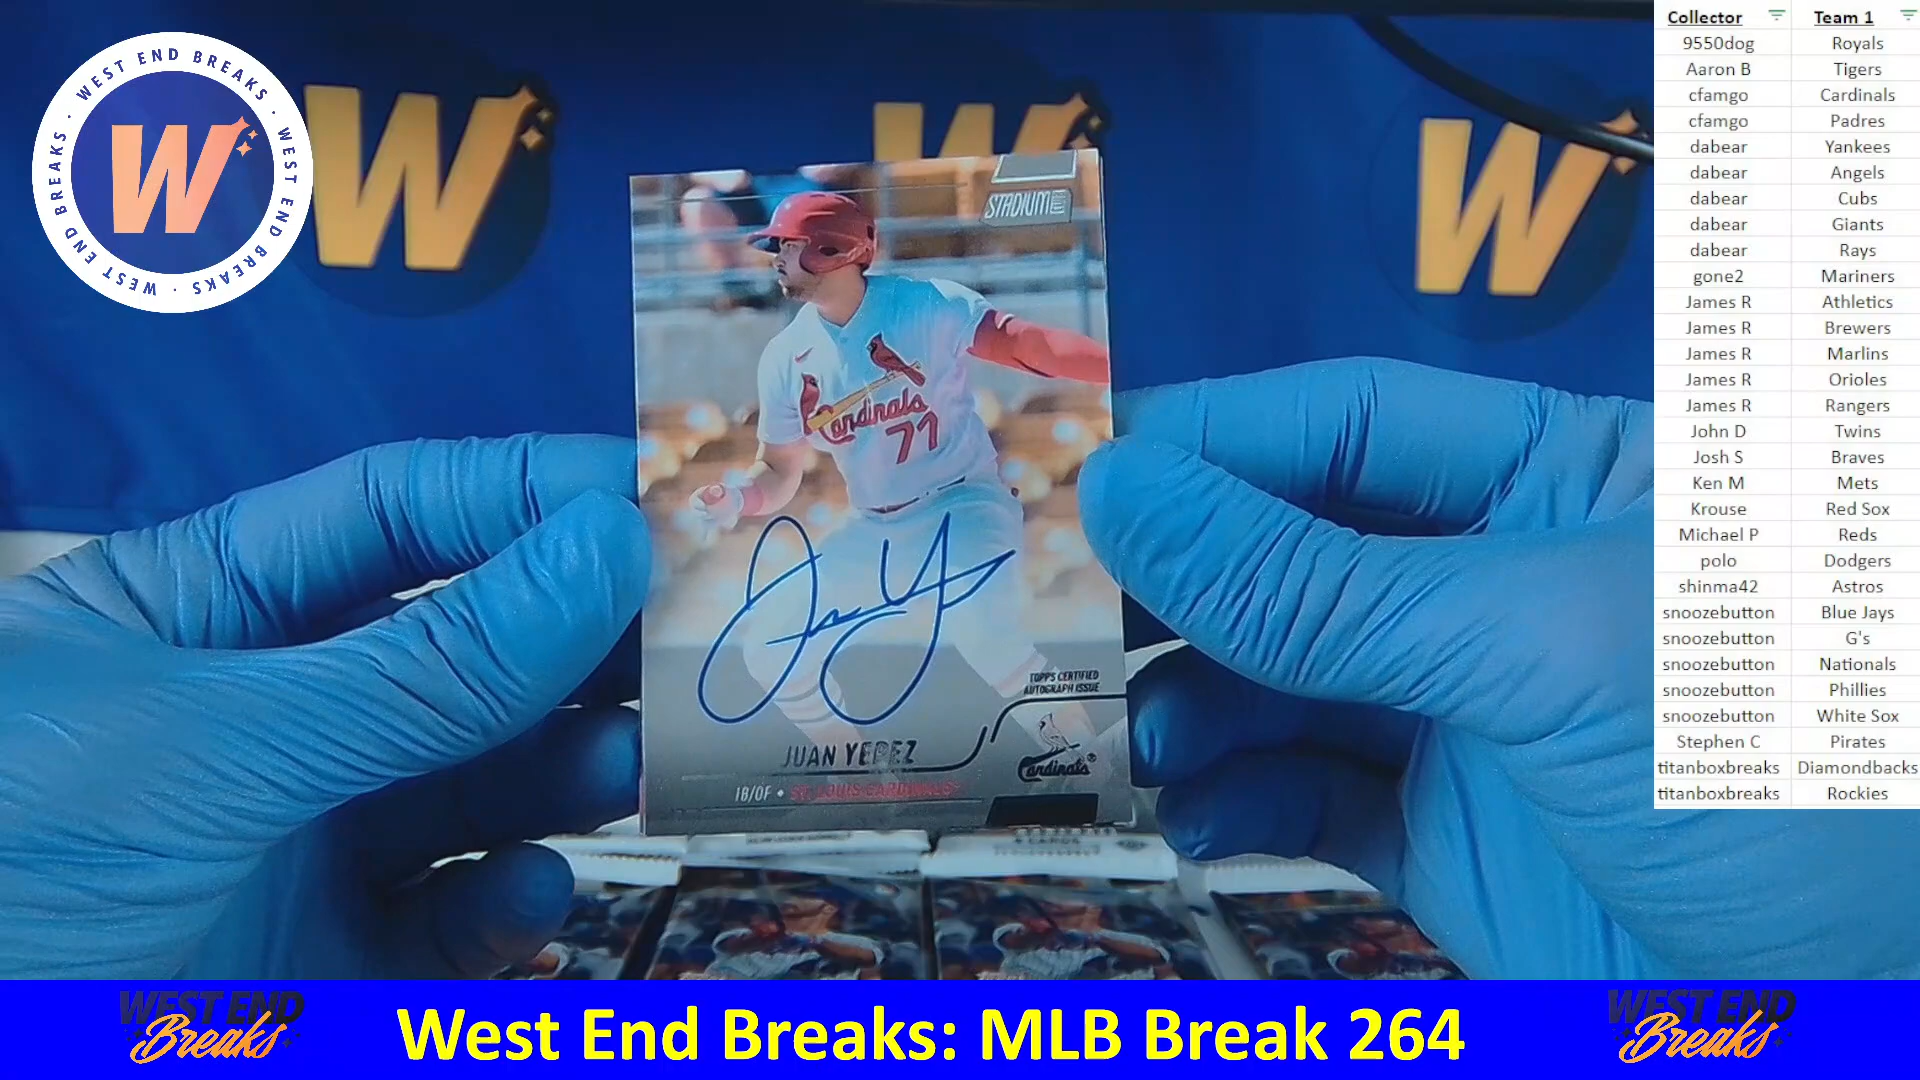 WEST END BREAKS · WEST END BREAKS · WEST END BREAKS ·
W
W
W
W
STADIUM CLUB
Cardinals
71
TOPPS CERTIFIED
AUTOGRAPH ISSUE
JUAN YEPEZ
Cardinals®
1B/OF • ST. LOUIS CARDINALS
Collector Team 1
9550dog Royals
Aaron B Tigers
cfamgo Cardinals
cfamgo Padres
dabear Yankees
dabear Angels
dabear Cubs
dabear Giants
dabear Rays
gone2 Mariners
James R Athletics
James R Brewers
James R Marlins
James R Orioles
James R Rangers
John D Twins
Josh S Braves
Ken M Mets
Krouse Red Sox
Michael P Reds
polo Dodgers
shinma42 Astros
snoozebutton Blue Jays
snoozebutton G's
snoozebutton Nationals
snoozebutton Phillies
snoozebutton White Sox
Stephen C Pirates
titanboxbreaks Diamondbacks
titanboxbreaks Rockies
WEST END
Breaks
West End Breaks: MLB Break 264
WEST END
Breaks